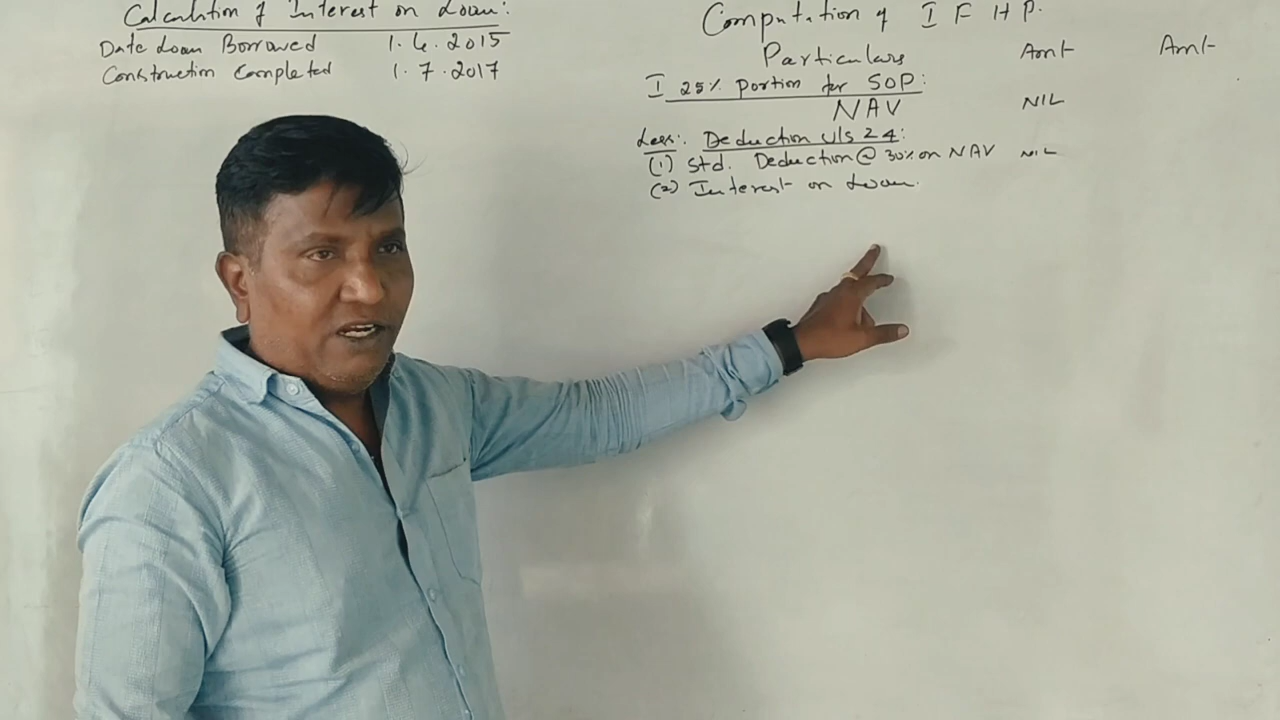 Calculation of Interest on Loan:
Date Loan Borrowed 1.4.2015
Construction Completed 1.7.2017
Computation of I F H P.
Particulars Amt Amt
I 25% Portion for SOP:
NAV NIL
Less: Deduction u/s 24:
(1) Std. Deduction @ 30% on NAV NIL
(2) Interest on Loan.